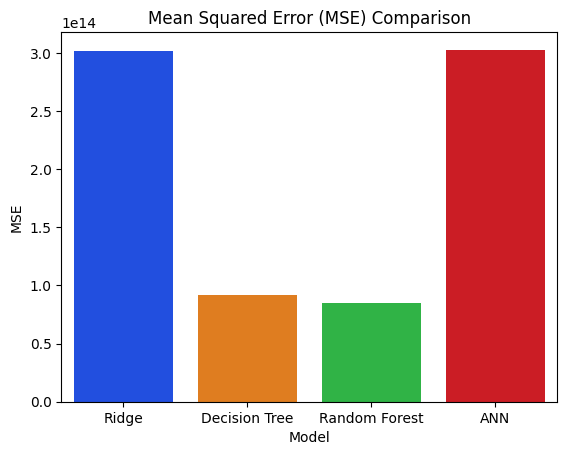 Mean Squared Error (MSE) Comparison
1e14
3.0
2.5
2.0
1.5
1.0
0.5
0.0
MSE
Ridge Decision Tree Random Forest ANN
Model